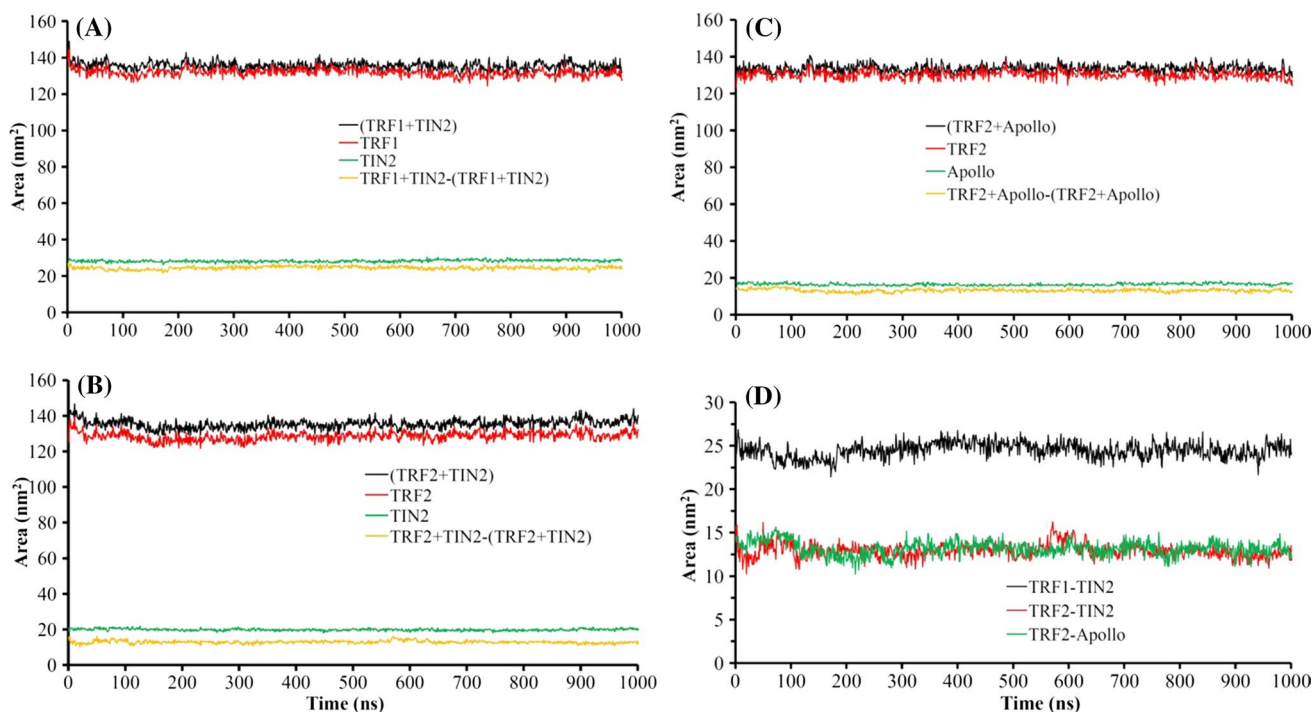 (A)
160
140
120
100
80
60
40
20
0
Area (nm²)
(TRF1+TIN2)
TRF1
TIN2
TRF1+TIN2-(TRF1+TIN2)
0 100 200 300 400 500 600 700 800 900 1000
(C)
160
140
120
100
80
60
40
20
0
Area (nm²)
(TRF2+Apollo)
TRF2
Apollo
TRF2+Apollo-(TRF2+Apollo)
0 100 200 300 400 500 600 700 800 900 1000
(B)
160
140
120
100
80
60
40
20
0
Area (nm²)
(TRF2+TIN2)
TRF2
TIN2
TRF2+TIN2-(TRF2+TIN2)
0 100 200 300 400 500 600 700 800 900 1000
Time (ns)
(D)
30
25
20
15
10
5
0
Area (nm²)
TRF1-TIN2
TRF2-TIN2
TRF2-Apollo
0 100 200 300 400 500 600 700 800 900 1000
Time (ns)